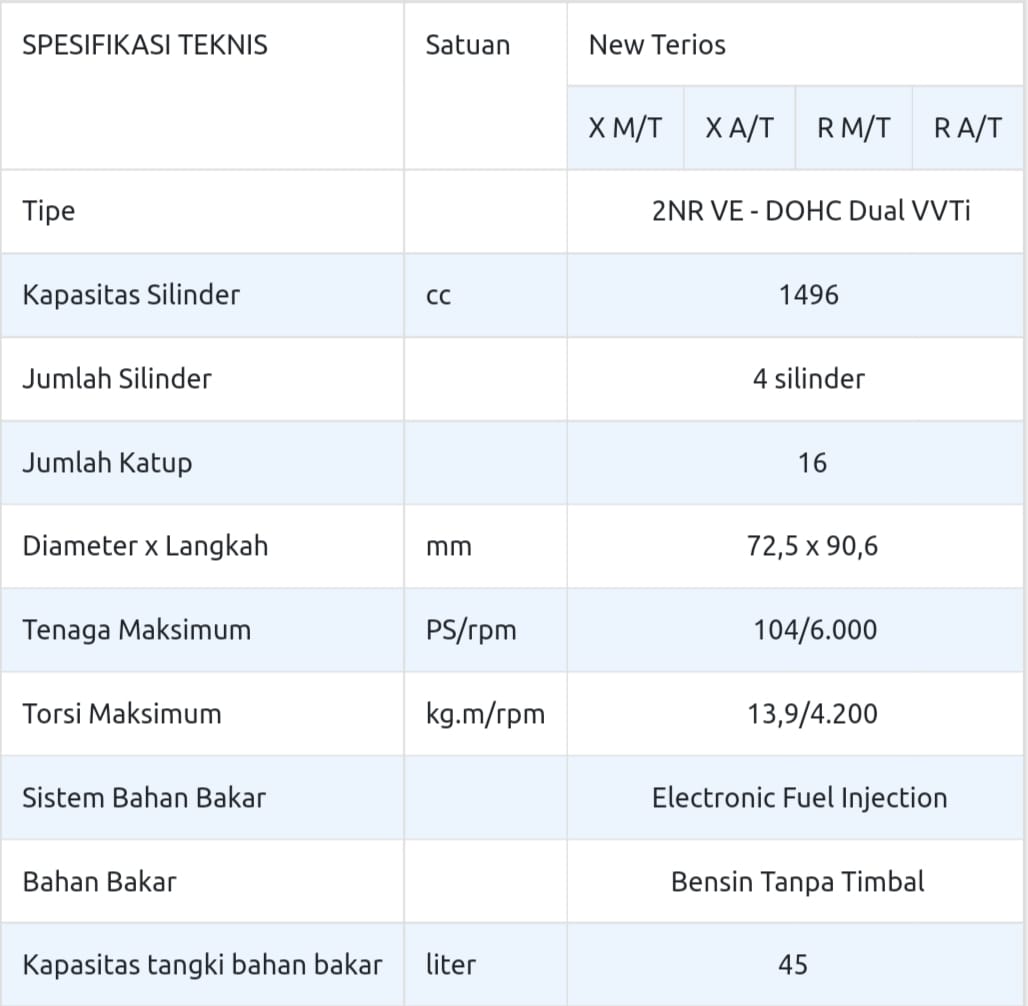 SPESIFIKASI TEKNIS Satuan New Terios
X M/T X A/T R M/T R A/T
Tipe 2NR VE - DOHC Dual VVTi
Kapasitas Silinder cc 1496
Jumlah Silinder 4 silinder
Jumlah Katup 16
Diameter x Langkah mm 72,5 x 90,6
Tenaga Maksimum PS/rpm 104/6.000
Torsi Maksimum kg.m/rpm 13,9/4.200
Sistem Bahan Bakar Electronic Fuel Injection
Bahan Bakar Bensin Tanpa Timbal
Kapasitas tangki bahan bakar liter 45